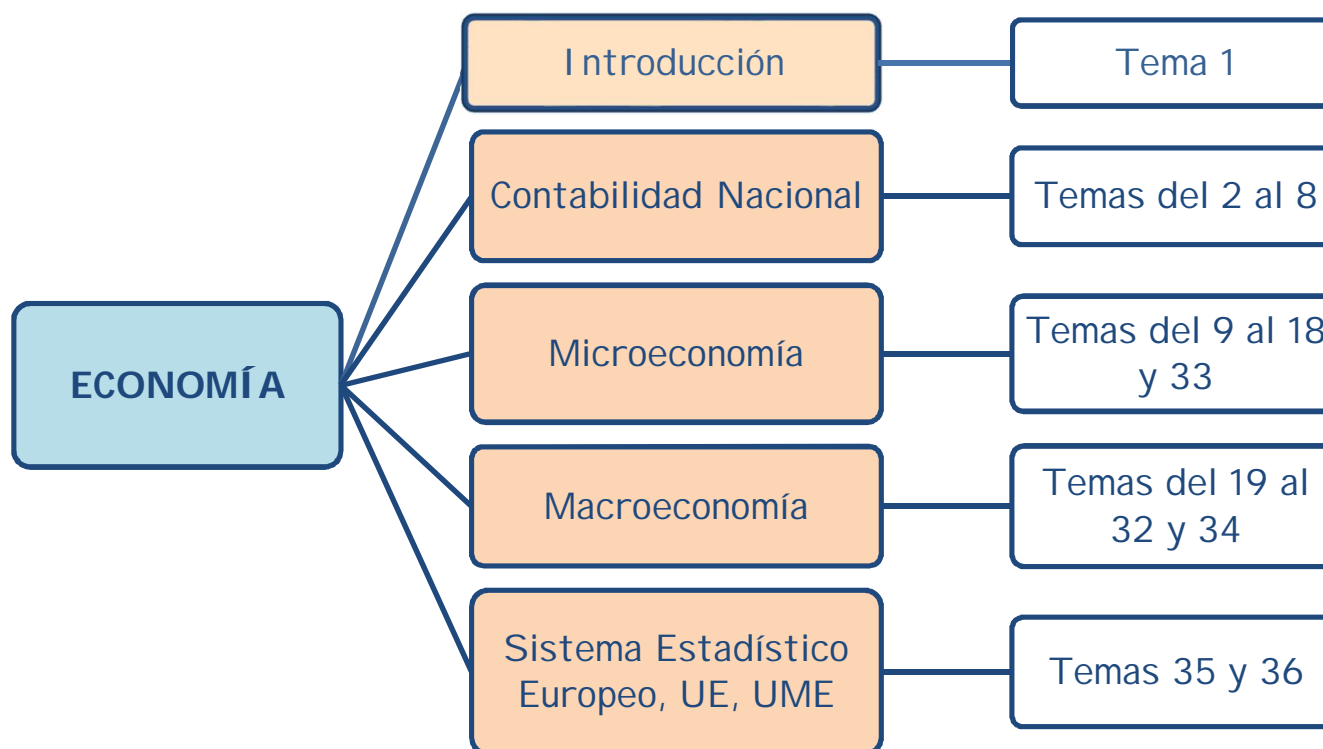 Introducción
Tema 1
Contabilidad Nacional
Temas del 2 al 8
ECONOMÍA
Microeconomía
Temas del 9 al 18
y 33
Macroeconomía
Temas del 19 al
32 y 34
Sistema Estadístico
Europeo, UE, UME
Temas 35 y 36